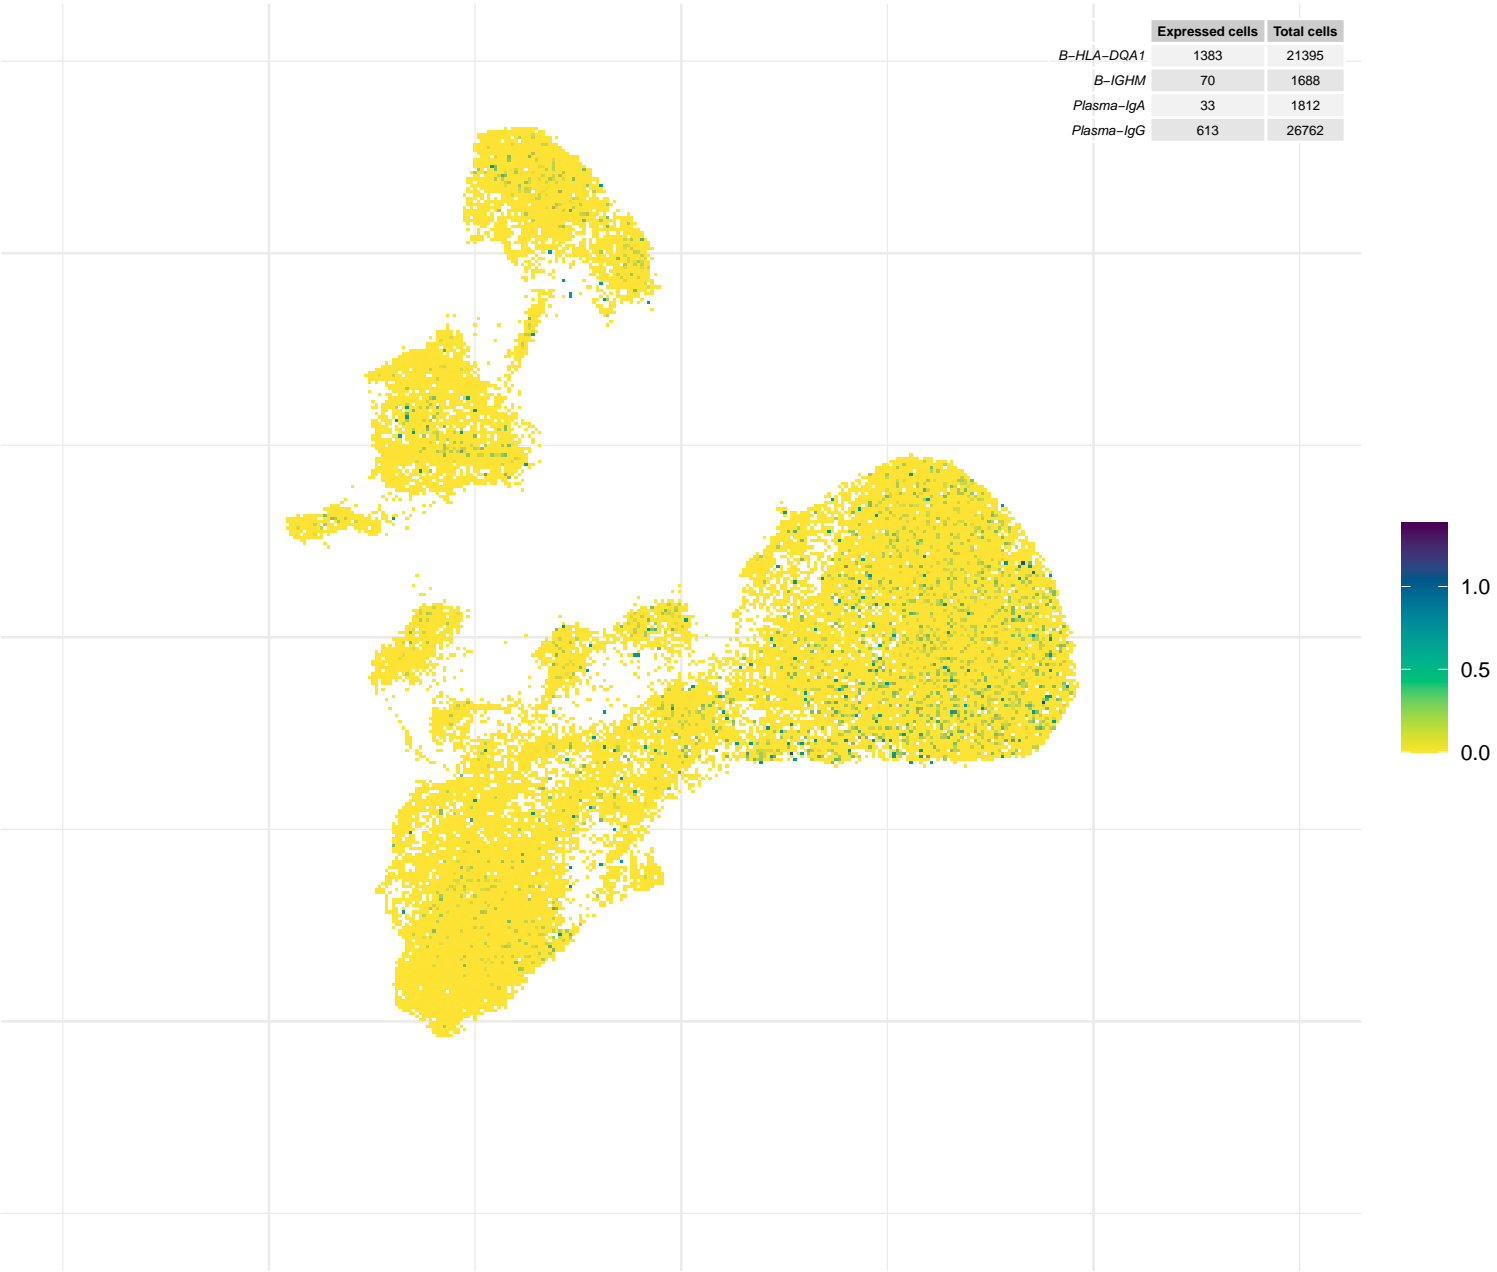 Expressed cells Total cells
B−HLA−DQA1 1383 21395
B−IGHM 70 1688
Plasma−IgA 33 1812
Plasma−IgG 613 26762
1.0
0.5
0.0